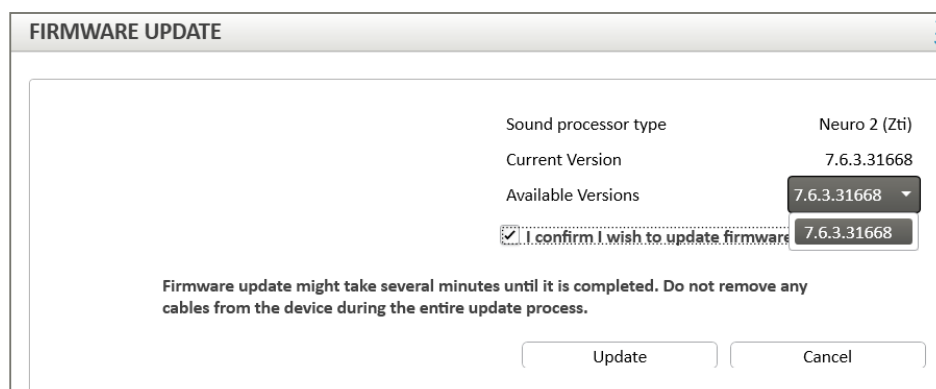 FIRMWARE UPDATE
Sound processor type Neuro 2 (Zti)
Current Version 7.6.3.31668
Available Versions 7.6.3.31668
I confirm I wish to update firmware 7.6.3.31668
Firmware update might take several minutes until it is completed. Do not remove any
cables from the device during the entire update process.
Update Cancel